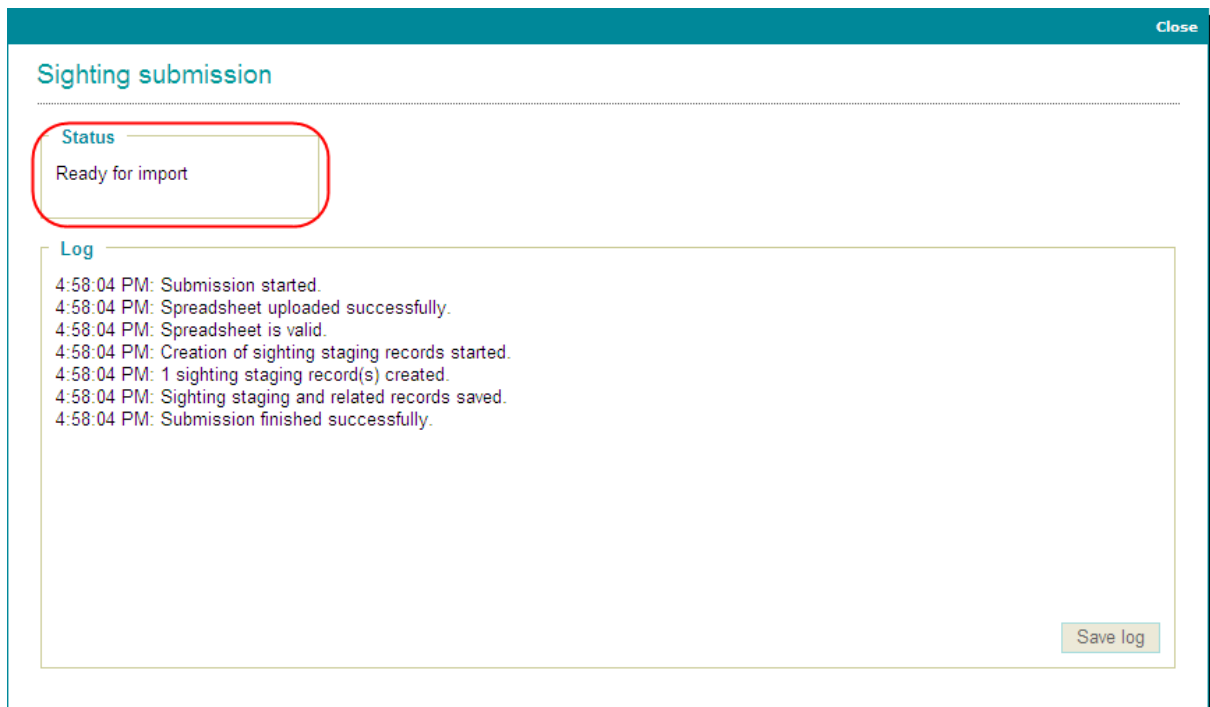 Close
Sighting submission
Status
Ready for import
Log
4:58:04 PM: Submission started.
4:58:04 PM: Spreadsheet uploaded successfully.
4:58:04 PM: Spreadsheet is valid.
4:58:04 PM: Creation of sighting staging records started.
4:58:04 PM: 1 sighting staging record(s) created.
4:58:04 PM: Sighting staging and related records saved.
4:58:04 PM: Submission finished successfully.
Save log